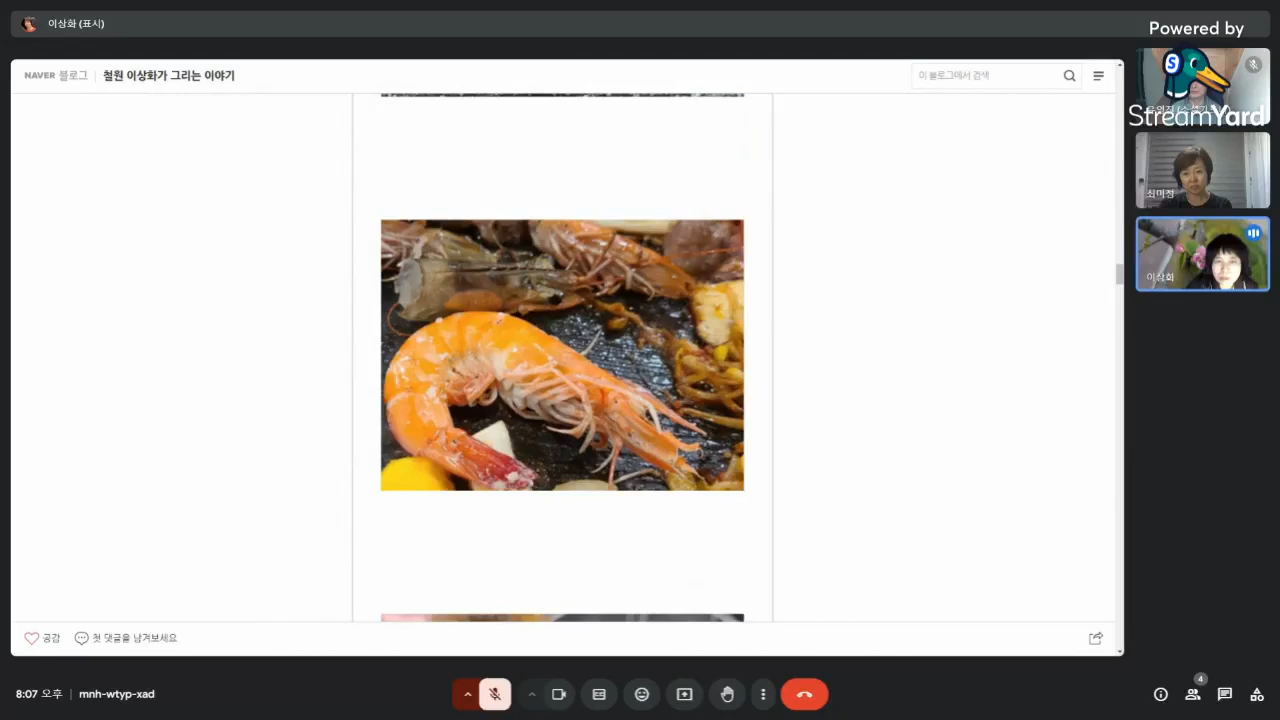 이상화 (표시)
Powered by
StreamYard
NAVER 블로그 | 철원 이상화가 그리는 이야기
이 블로그에서 검색
최미정
이상화
공감
첫 댓글을 남겨보세요
8:07 오후 | mnh-wtyp-xad
4